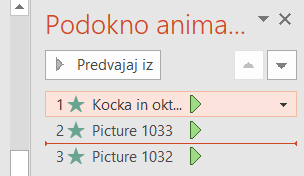 Podokno anima...
Predvajaj iz
1 Kocka in okt...
2 Picture 1033
3 Picture 1032